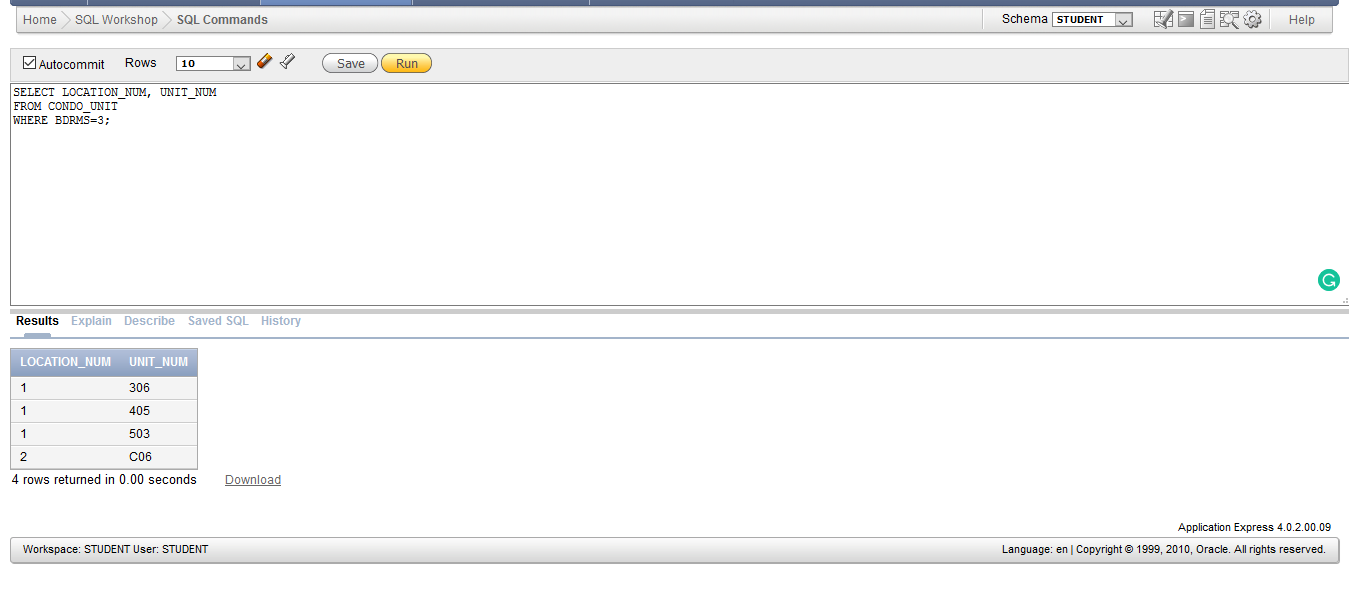 Home SQL Workshop SQL Commands Schema STUDENT Help
Autocommit Rows 10 Save Run
SELECT LOCATION_NUM, UNIT_NUM
FROM CONDO_UNIT
WHERE BDRMS=3;
Results Explain Describe Saved SQL History
LOCATION_NUM UNIT_NUM
1 306
1 405
1 503
2 C06
4 rows returned in 0.00 seconds Download
Application Express 4.0.2.00.09
Workspace: STUDENT User: STUDENT Language: en | Copyright © 1999, 2010, Oracle. All rights reserved.